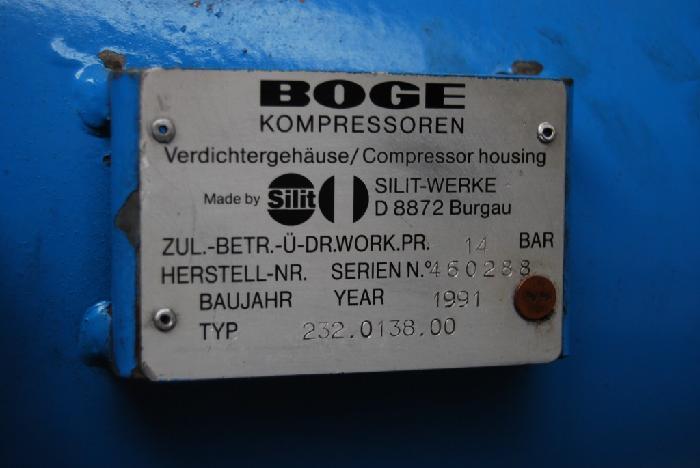 BOGE
KOMPRESSOREN
Verdichtergehäuse/Compressor housing
Made by Silit SILIT-WERKE
D 8872 Burgau
ZUL.-BETR.-Ü-DR.WORK.PR. 14 BAR
HERSTELL-NR. SERIEN N.º 460288
BAUJAHR YEAR 1991
TYP 232.0138.00